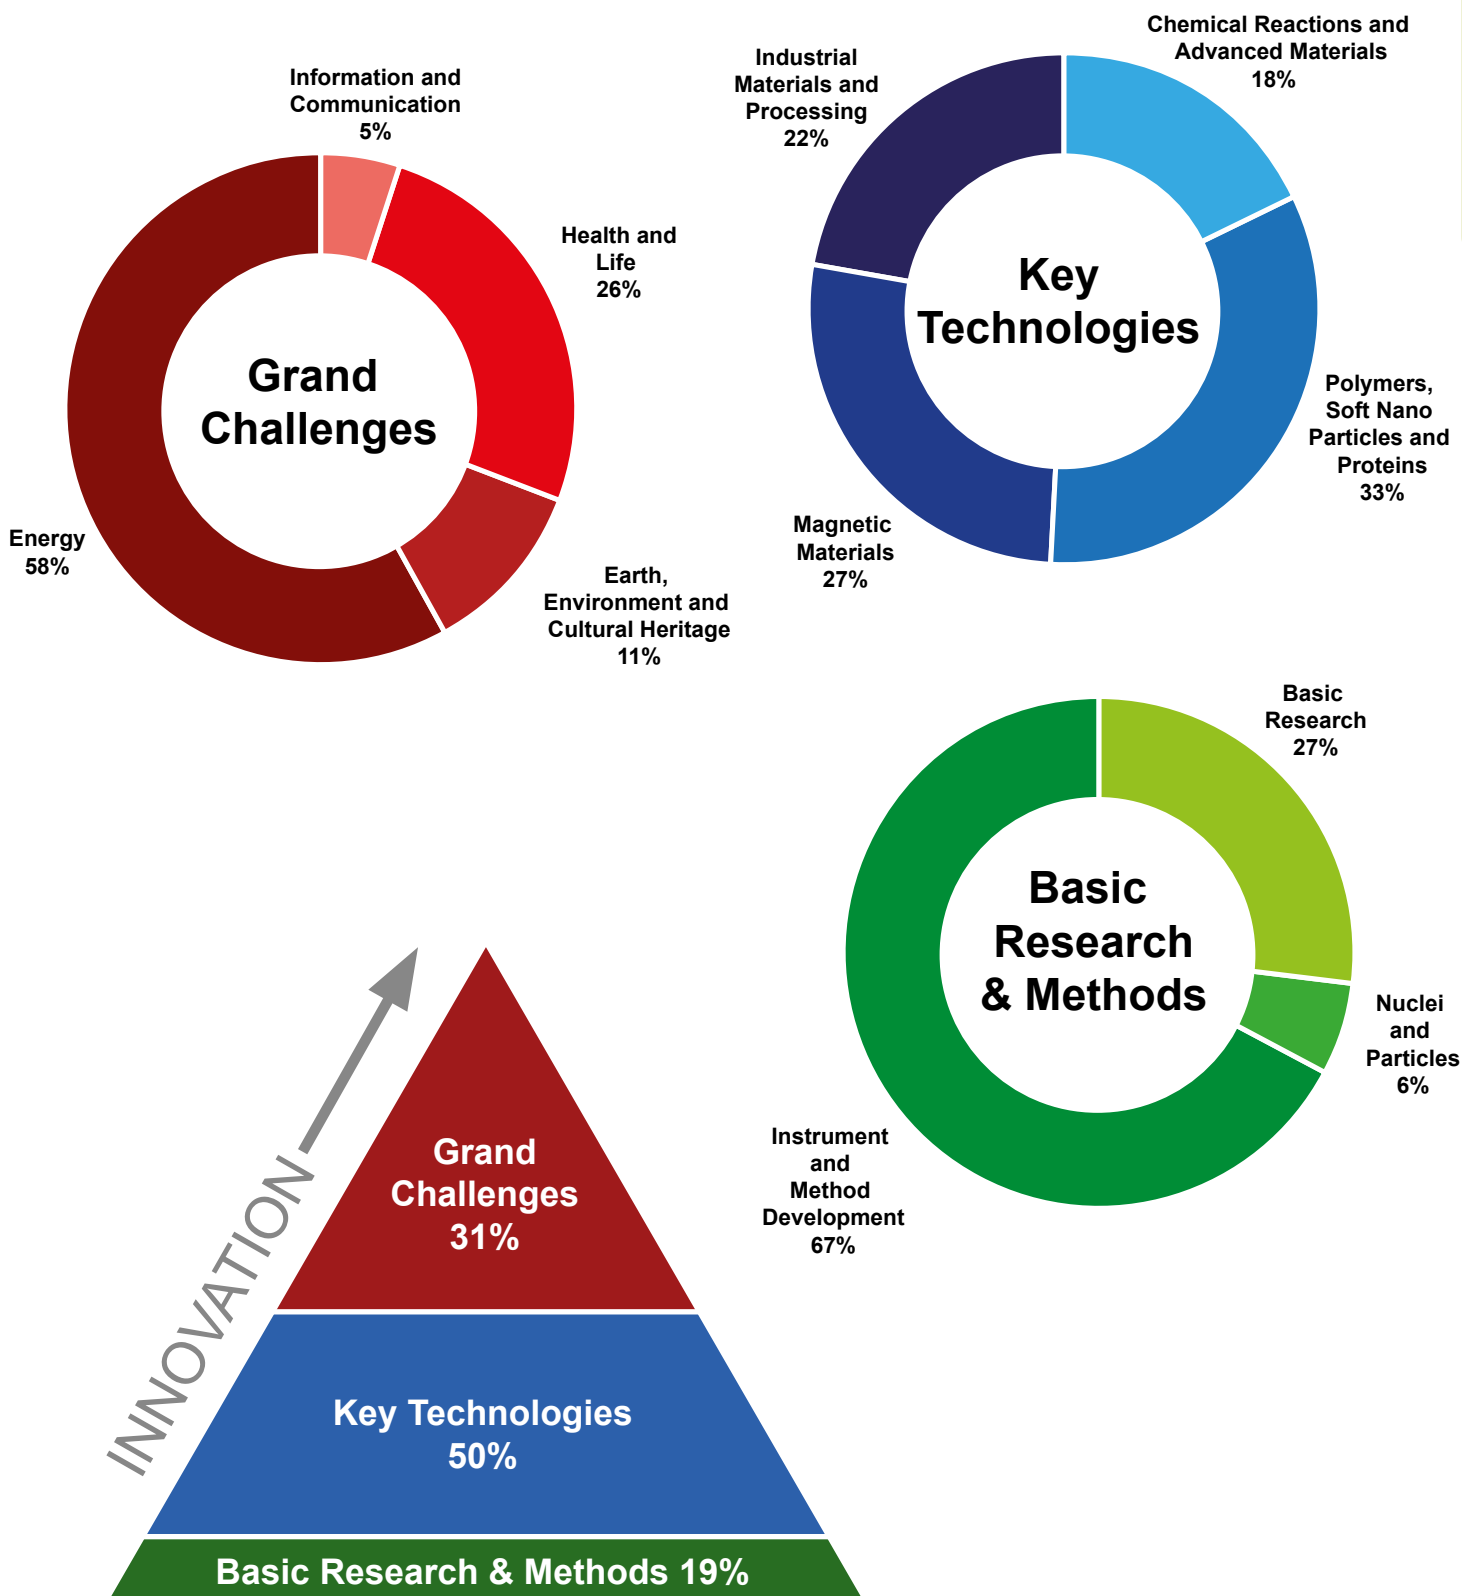 Information and
Communication
5%
Health and
Life
26%
Grand
Challenges
Energy
58%
Earth,
Environment and
Cultural Heritage
11%
Chemical Reactions and
Advanced Materials
18%
Industrial
Materials and
Processing
22%
Key
Technologies
Polymers,
Soft Nano
Particles and
Proteins
33%
Magnetic
Materials
27%
Basic
Research
27%
Basic
Research
& Methods
Nuclei
and
Particles
6%
Instrument
and
Method
Development
67%
INNOVATION
Grand
Challenges
31%
Key Technologies
50%
Basic Research & Methods 19%